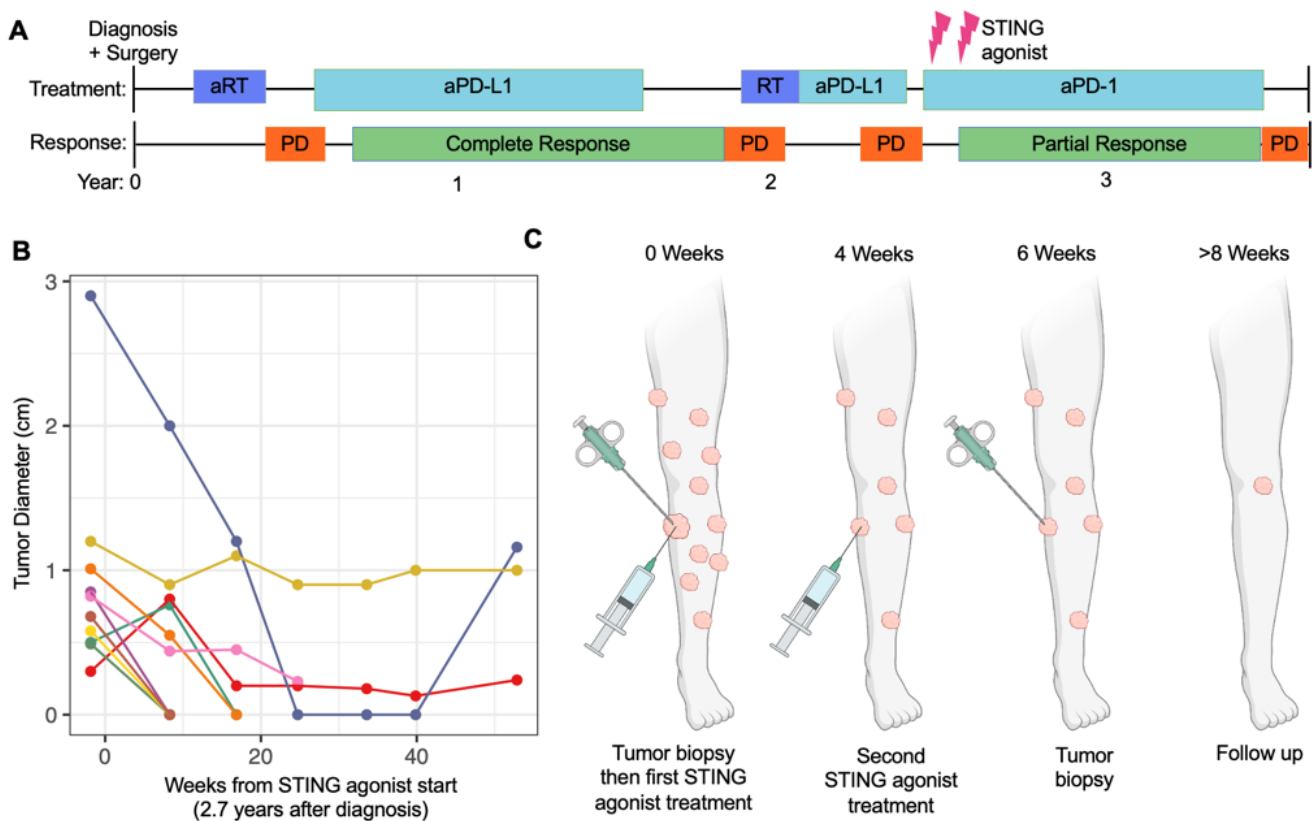 A
Diagnosis
+ Surgery
STING
agonist
Treatment:
aRT
aPD-L1
RT
aPD-L1
aPD-1
Response:
PD
Complete Response
PD
PD
Partial Response
PD
Year: 0
1
2
3
B
3
2
1
0
Tumor Diameter (cm)
0
20
40
Weeks from STING agonist start
(2.7 years after diagnosis)
C
0 Weeks
4 Weeks
6 Weeks
>8 Weeks
Tumor biopsy
then first STING
agonist treatment
Second
STING agonist
treatment
Tumor
biopsy
Follow up